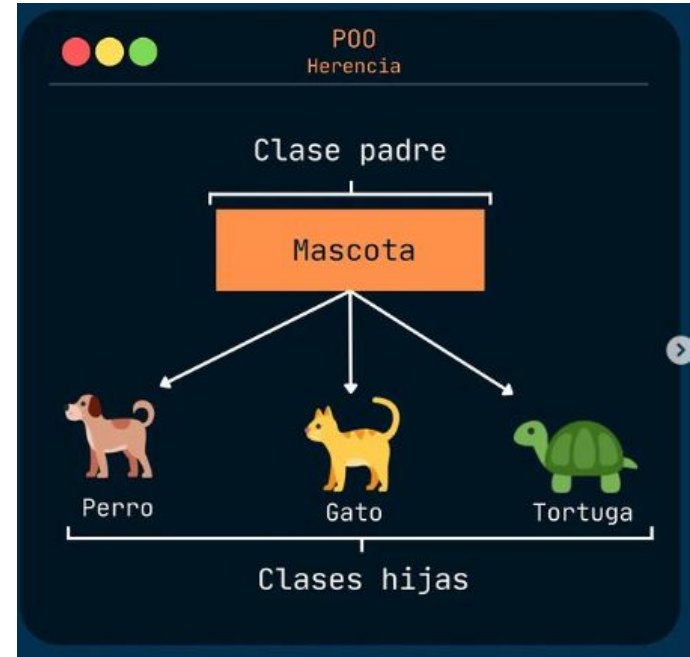 POO
Herencia
Clase padre
Mascota
Perro
Gato
Tortuga
Clases hijas